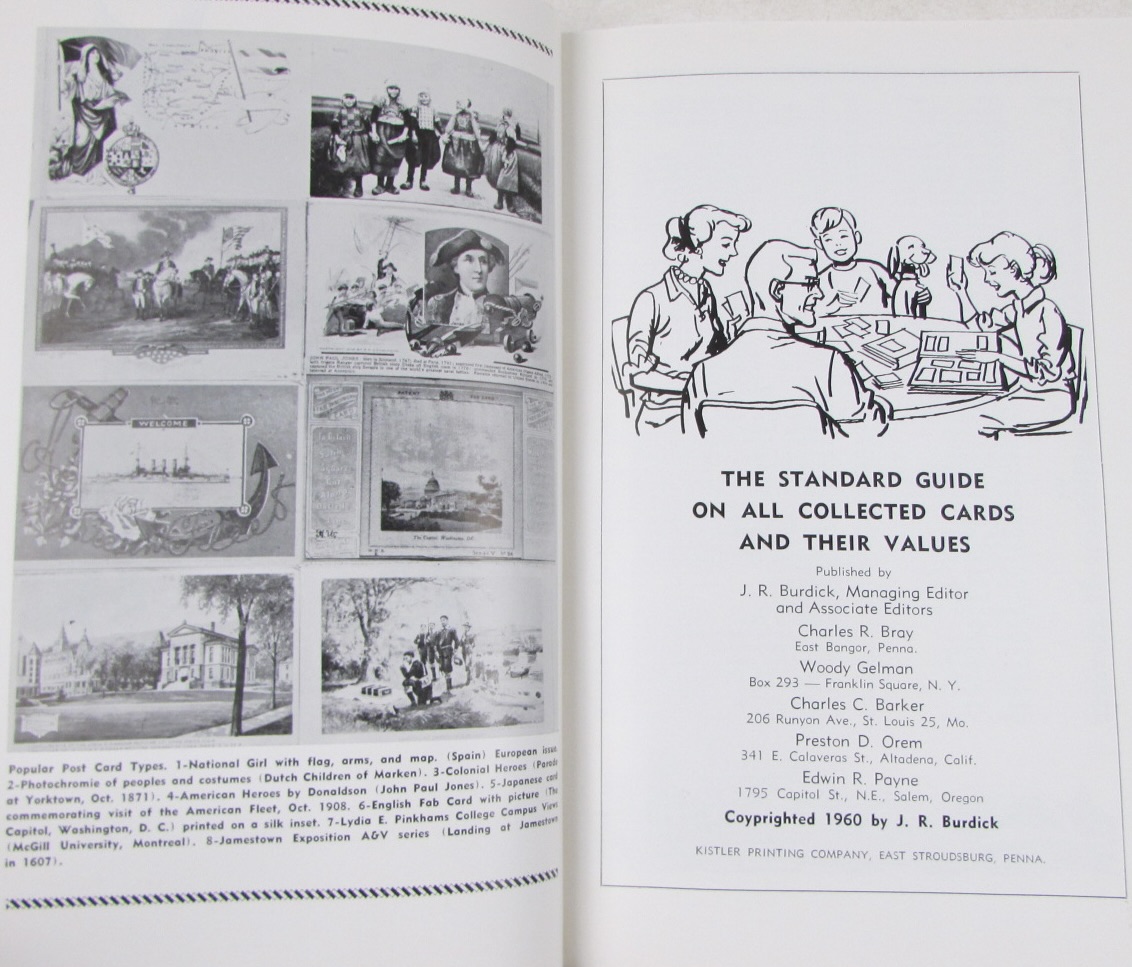 WELCOME
The Capitol, Washington, D.C.
Popular Post Card Types. 1-National Girl with flag, arms, and map. (Spain) European issue.
2-Photochromie of peoples and costumes (Dutch Children of Marken). 3-Colonial Heroes (Parade
at Yorktown, Oct. 1871). 4-American Heroes by Donaldson (John Paul Jones). 5-Japanese card
commemorating visit of the American Fleet, Oct. 1908. 6-English Fab Card with picture (The
Capitol, Washington, D. C.) printed on a silk inset. 7-Lydia E. Pinkhams College Campus Views
(McGill University, Montreal). 8-Jamestown Exposition A&V series (Landing at Jamestown
in 1607).
THE STANDARD GUIDE
ON ALL COLLECTED CARDS
AND THEIR VALUES
Published by
J. R. Burdick, Managing Editor
and Associate Editors
Charles R. Bray
East Bangor, Penna.
Woody Gelman
Box 293 — Franklin Square, N. Y.
Charles C. Barker
206 Runyon Ave., St. Louis 25, Mo.
Preston D. Orem
341 E. Calaveras St., Altadena, Calif.
Edwin R. Payne
1795 Capitol St., N.E., Salem, Oregon
Coyprighted 1960 by J. R. Burdick
KISTLER PRINTING COMPANY, EAST STROUDSBURG, PENNA.